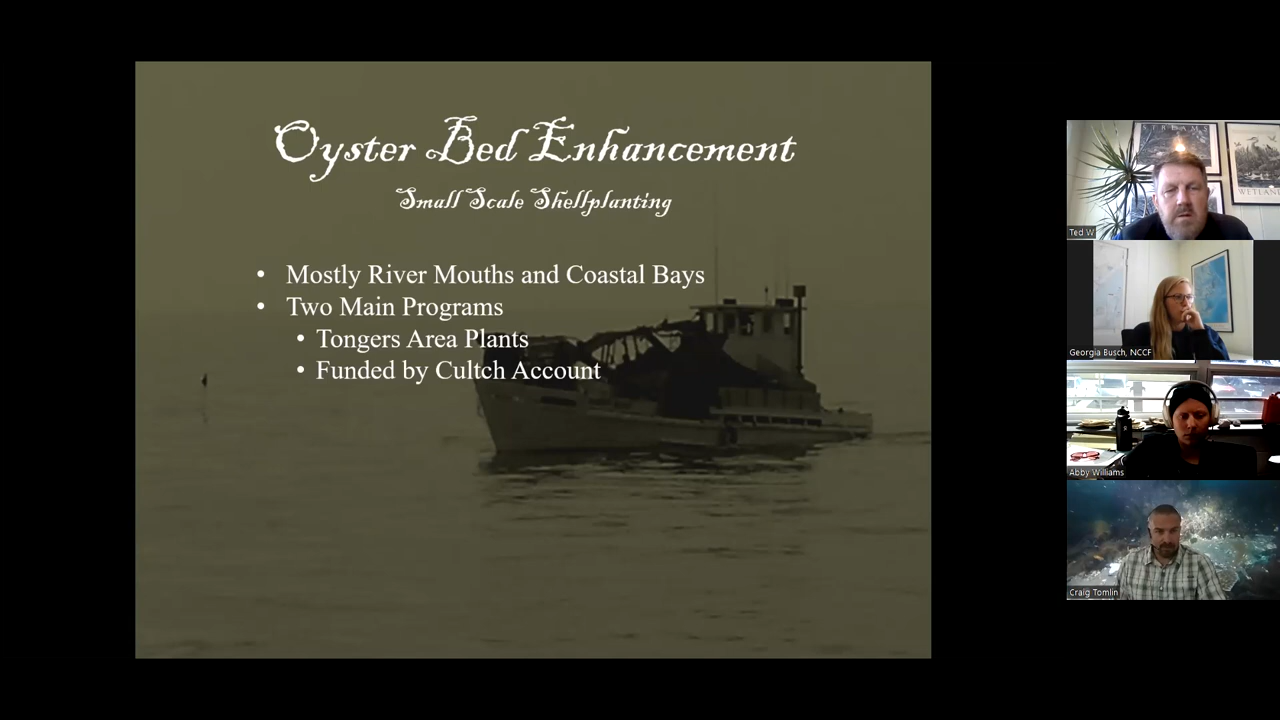 Oyster Bed Enhancement
Small Scale Shellplanting
• Mostly River Mouths and Coastal Bays
• Two Main Programs
• Tongers Area Plants
• Funded by Cultch Account
Ted W
WETLAND
Georgia Busch, NCCF
Abby Williams
Craig Tomlin